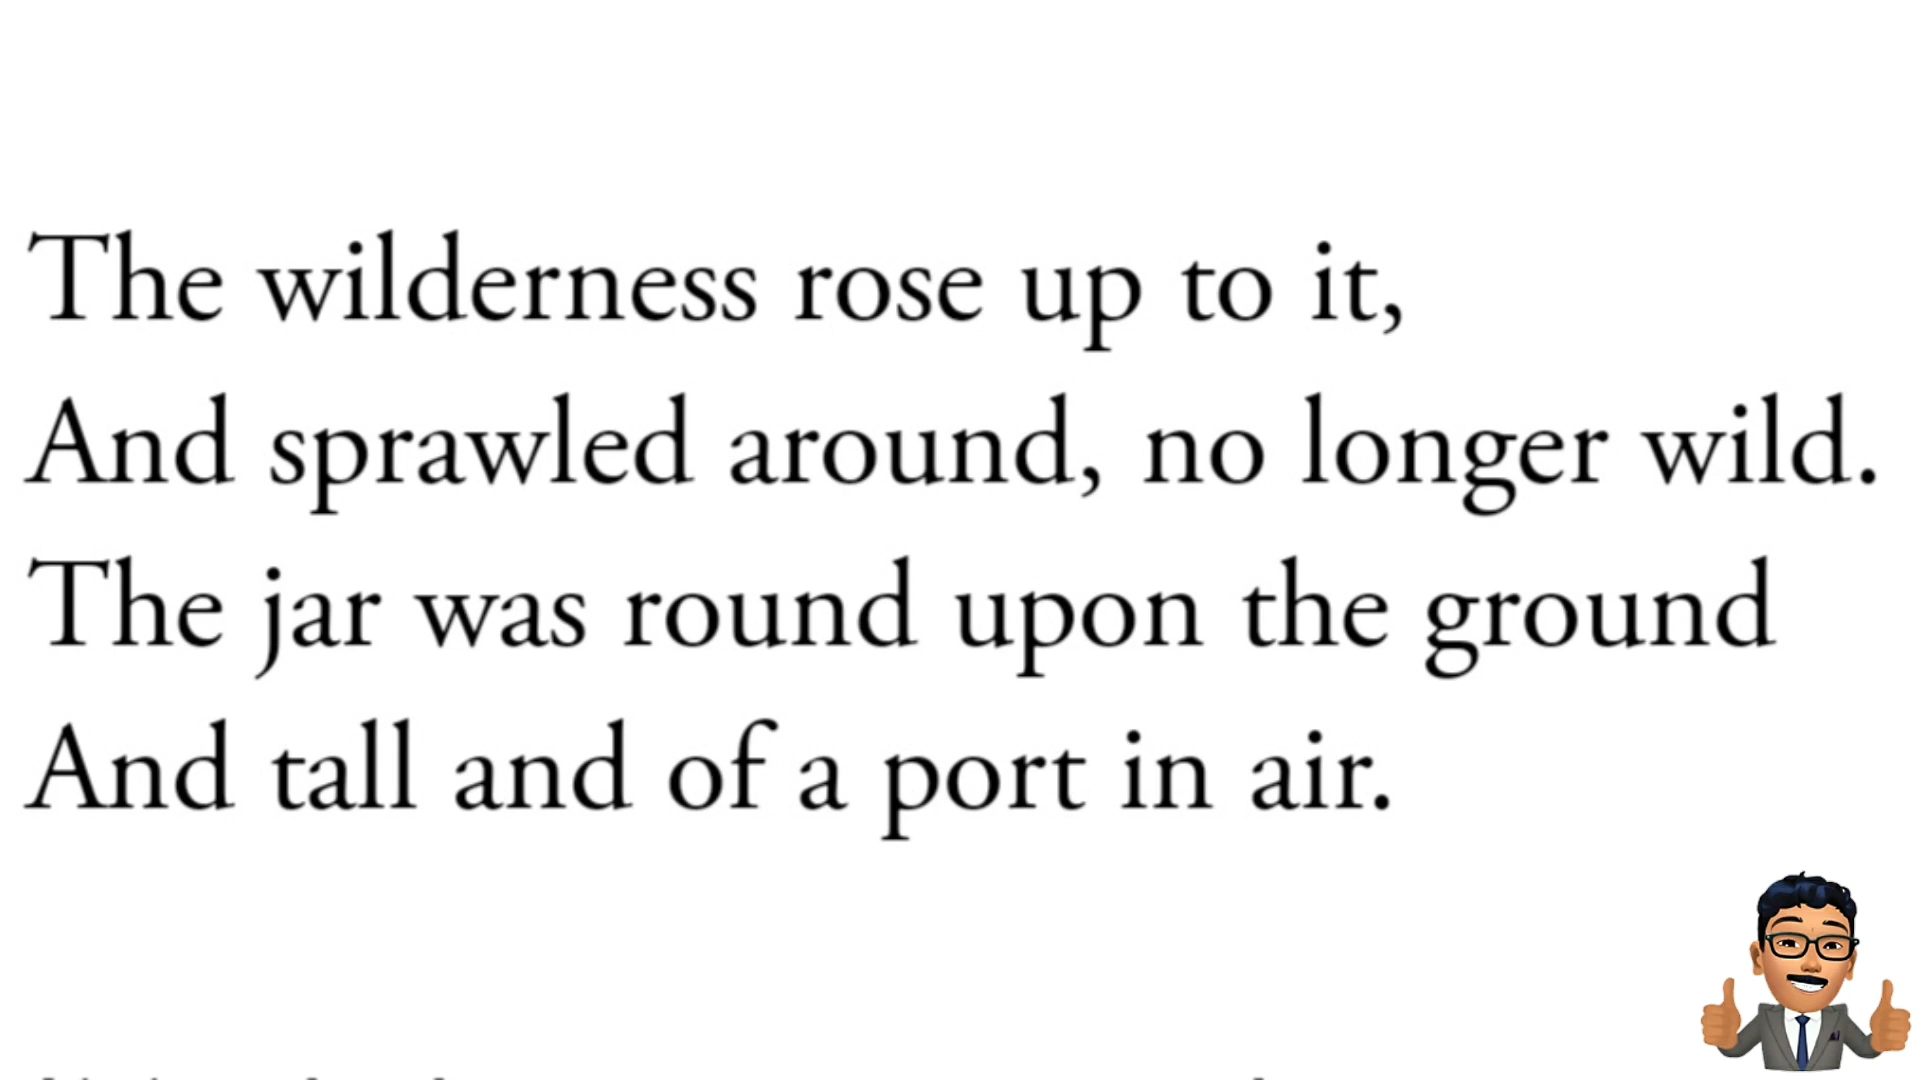 The wilderness rose up to it,
And sprawled around, no longer wild.
The jar was round upon the ground
And tall and of a port in air.